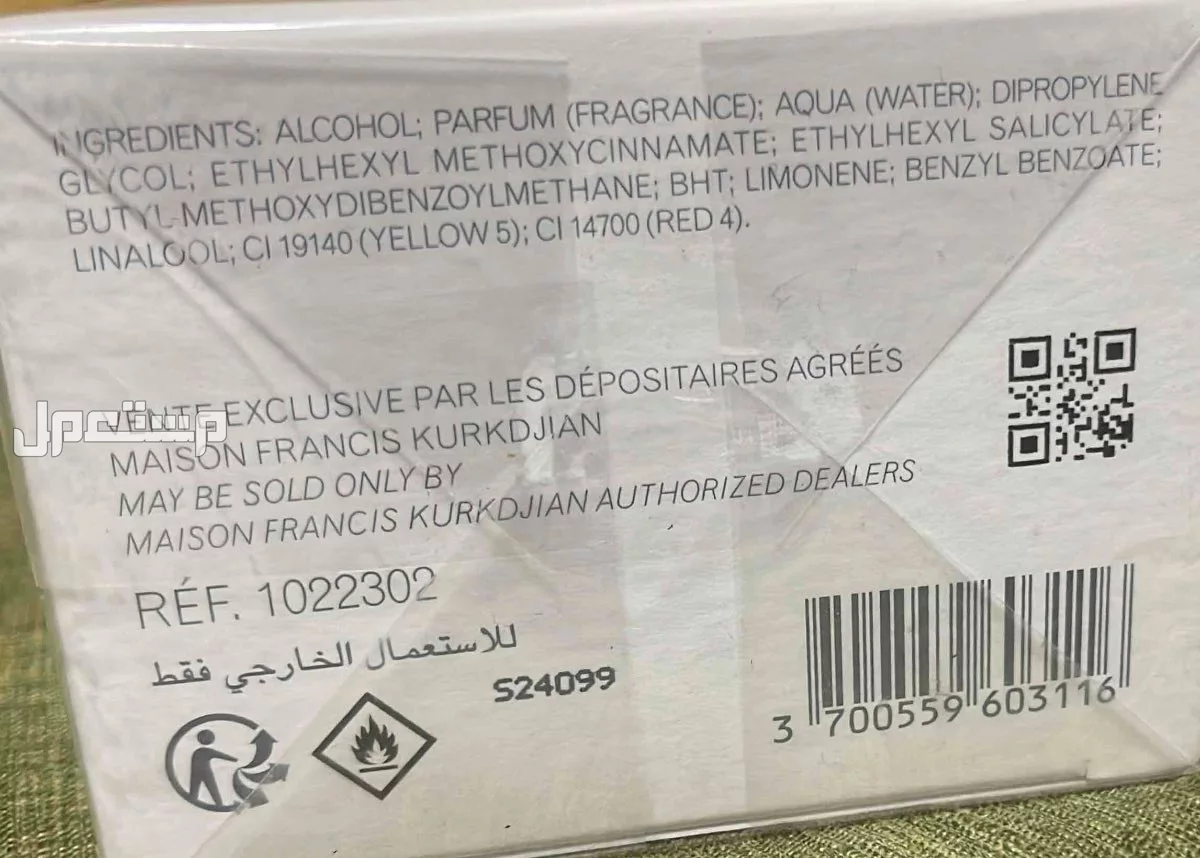 INGREDIENTS: ALCOHOL; PARFUM (FRAGRANCE); AQUA (WATER); DIPROPYLENE
GLYCOL; ETHYLHEXYL METHOXYCINNAMATE; ETHYLHEXYL SALICYLATE;
BUTYL METHOXYDIBENZOYLMETHANE; BHT; LIMONENE; BENZYL BENZOATE;
LINALOOL; CI 19140 (YELLOW 5); CI 14700 (RED 4).
VENTE EXCLUSIVE PAR LES DÉPOSITAIRES AGRÉÉS
MAISON FRANCIS KURKDJIAN
MAY BE SOLD ONLY BY
MAISON FRANCIS KURKDJIAN AUTHORIZED DEALERS
مستعمل
RÉF. 1022302
للاستعمال الخارجي فقط
S24099
3 700559 603116